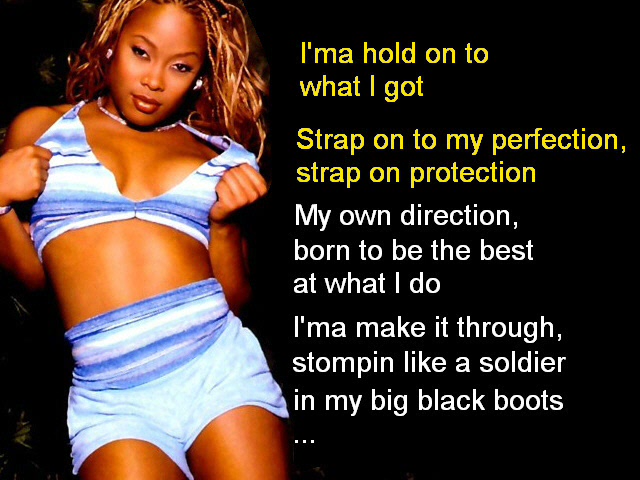 I'ma hold on to
what I got
Strap on to my perfection,
strap on protection
My own direction,
born to be the best
at what I do
I'ma make it through,
stompin like a soldier
in my big black boots
...